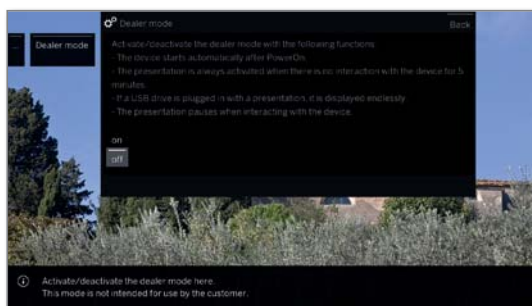 Dealer mode
Back
...
Dealer mode
Activate/deactivate the dealer mode with the following functions
- The device starts automatically after PowerOn.
- The presentation is always activated when there is no interaction with the device for 5
minutes.
- If a USB drive is plugged in with a presentation, it is displayed endlessly
- The presentation pauses when interacting with the device.
on
off
Activate/deactivate the dealer mode here.
This mode is not intended for use by the customer.